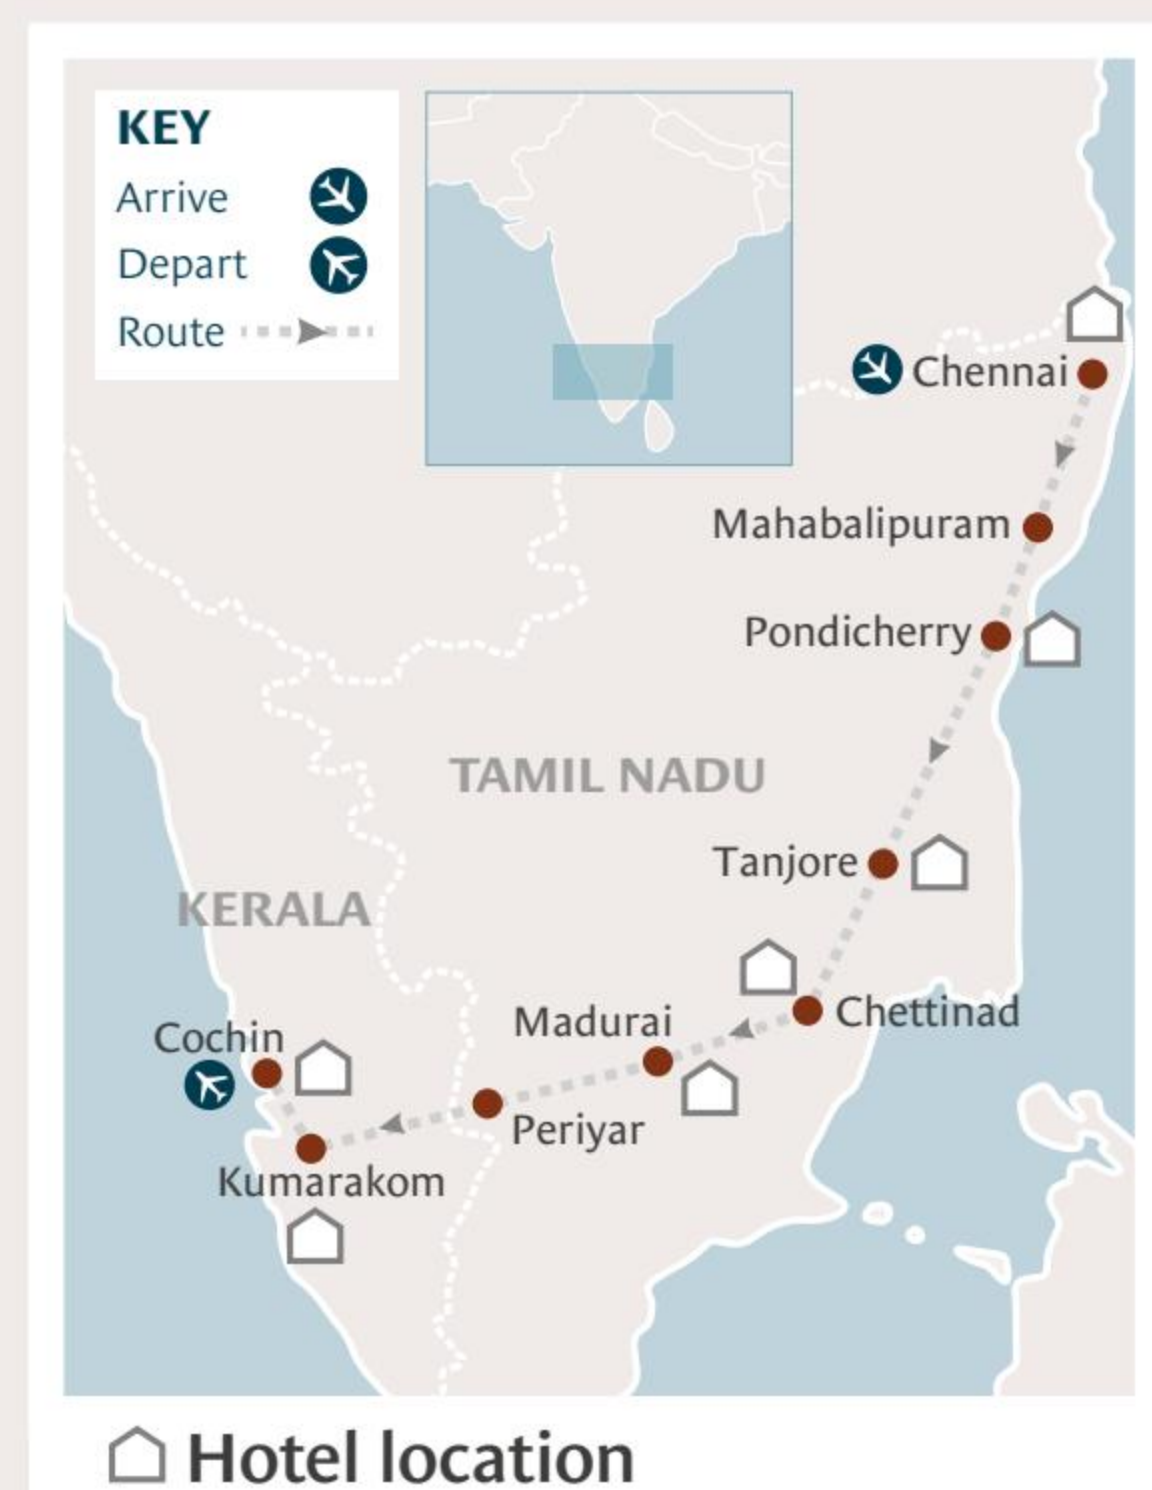 KEY
Arrive
Depart
Route
Chennai
Mahabalipuram
Pondicherry
TAMIL NADU
Tanjore
KERALA
Chettinad
Madurai
Cochin
Periyar
Kumarakom
Hotel location